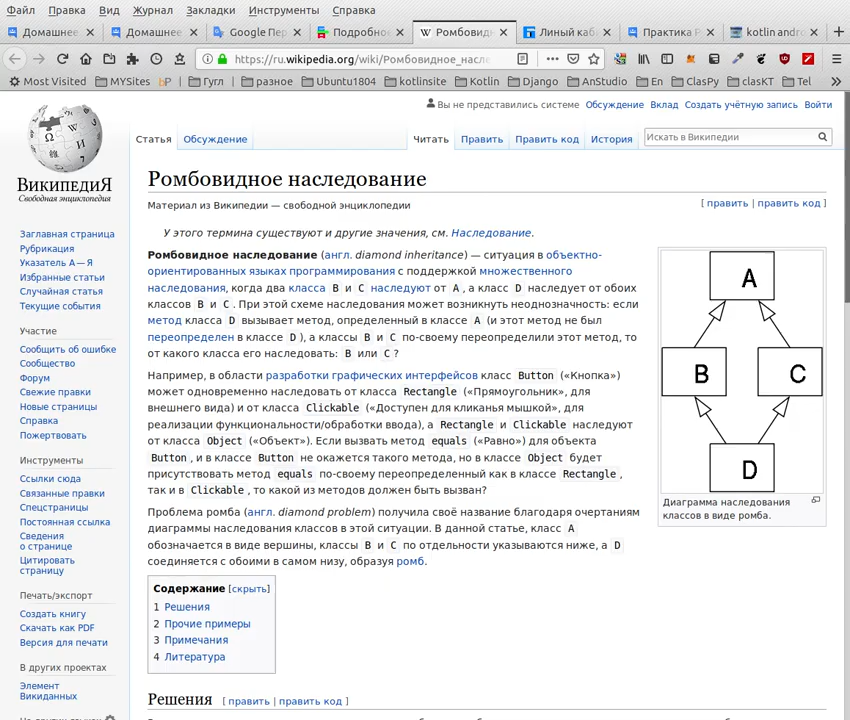 Файл Правка Вид Журнал Закладки Инструменты Справка
Домашнее Домашнее Google Пер Подробное Ромбовидн Линый каб Практика kotlin andro
https://ru.wikipedia.org/wiki/Ромбовидное_насле
Most Visited MYSites Гугл разное Ubuntu1804 kotlinsite Kotlin Django AnStudio En ClasPy clasKT Tel
Вы не представились системе Обсуждение Вклад Создать учётную запись Войти
Статья Обсуждение Читать Править Править код История Искать в Википедии
ВИКИПЕДИЯ
Свободная энциклопедия
Заглавная страница
Рубрикация
Указатель А — Я
Избранные статьи
Случайная статья
Текущие события
Участие
Сообщить об ошибке
Сообщество
Форум
Свежие правки
Новые страницы
Справка
Пожертвовать
Инструменты
Ссылки сюда
Связанные правки
Спецстраницы
Постоянная ссылка
Сведения
о странице
Цитировать
страницу
Печать/экспорт
Создать книгу
Скачать как PDF
Версия для печати
В других проектах
Элемент
Викиданных
Ромбовидное наследование
Материал из Википедии — свободной энциклопедии [ править | править код ]
У этого термина существуют и другие значения, см. Наследование.
Ромбовидное наследование (англ. diamond inheritance) — ситуация в объектно-
ориентированных языках программирования с поддержкой множественного
наследования, когда два класса B и C наследуют от A , а класс D наследует от обоих
классов B и C . При этой схеме наследования может возникнуть неоднозначность: если
метод класса D вызывает метод, определенный в классе A (и этот метод не был
переопределен в классе D ), а классы B и C по-своему переопределили этот метод, то
от какого класса его наследовать: B или C ?
Например, в области разработки графических интерфейсов класс Button («Кнопка»)
может одновременно наследовать от класса Rectangle («Прямоугольник», для
внешнего вида) и от класса Clickable («Доступен для кликанья мышкой», для
реализации функциональности/обработки ввода), а Rectangle и Clickable наследуют
от класса Object («Объект»). Если вызвать метод equals («Равно») для объекта
Button , и в классе Button не окажется такого метода, но в классе Object будет
присутствовать метод equals по-своему переопределенный как в классе Rectangle ,
так и в Clickable , то какой из методов должен быть вызван?
Проблема ромба (англ. diamond problem) получила своё название благодаря очертаниям
диаграммы наследования классов в этой ситуации. В данной статье, класс A
обозначается в виде вершины, классы B и C по отдельности указываются ниже, а D
соединяется с обоими в самом низу, образуя ромб.
A
B C
D
Диаграмма наследования
классов в виде ромба.
Содержание [скрыть]
1 Решения
2 Прочие примеры
3 Примечания
4 Литература
Решения [ править | править код ]